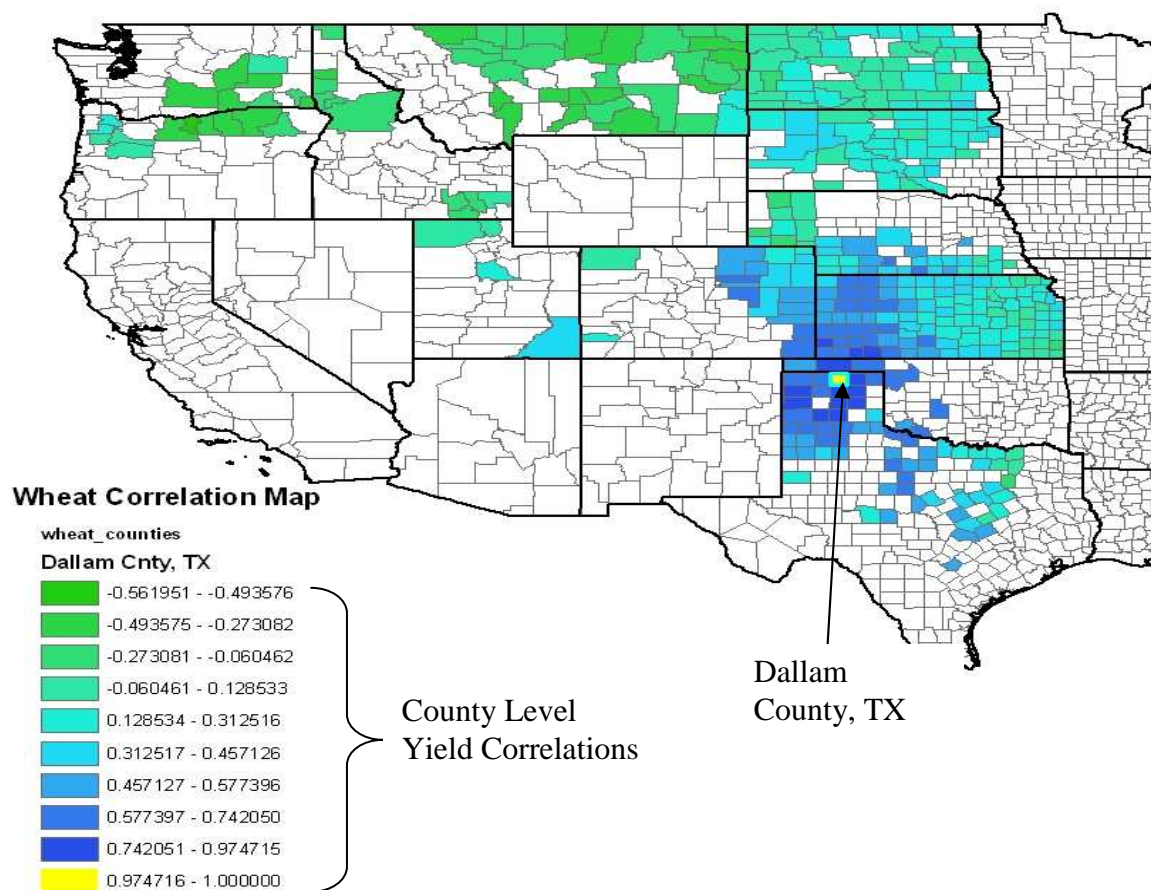 Wheat Correlation Map
wheat_counties
Dallam Cnty, TX
-0.561951 - -0.493576
-0.493575 - -0.273082
-0.273081 - -0.060462
-0.060461 - 0.128533
0.128534 - 0.312516
0.312517 - 0.457126
0.457127 - 0.577396
0.577397 - 0.742050
0.742051 - 0.974715
0.974716 - 1.000000
County Level
Yield Correlations
Dallam
County, TX